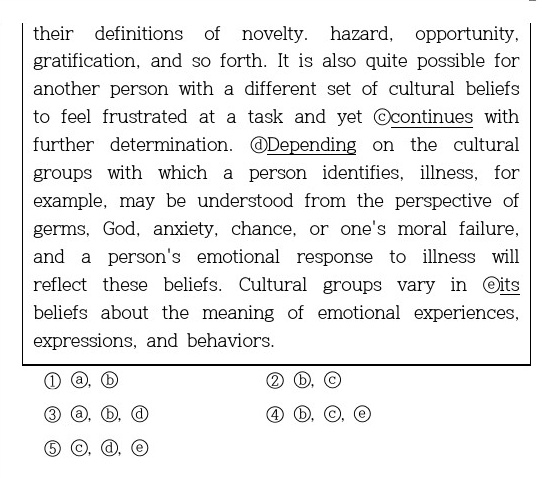 their definitions of novelty. hazard, opportunity,
gratification, and so forth. It is also quite possible for
another person with a different set of cultural beliefs
to feel frustrated at a task and yet ⓒcontinues with
further determination. ⓓDepending on the cultural
groups with which a person identifies, illness, for
example, may be understood from the perspective of
germs, God, anxiety, chance, or one's moral failure,
and a person's emotional response to illness will
reflect these beliefs. Cultural groups vary in ⓔits
beliefs about the meaning of emotional experiences,
expressions, and behaviors.
① ⓐ, ⓑ ② ⓑ, ⓒ
③ ⓐ, ⓑ, ⓓ ④ ⓑ, ⓒ, ⓔ
⑤ ⓒ, ⓓ, ⓔ